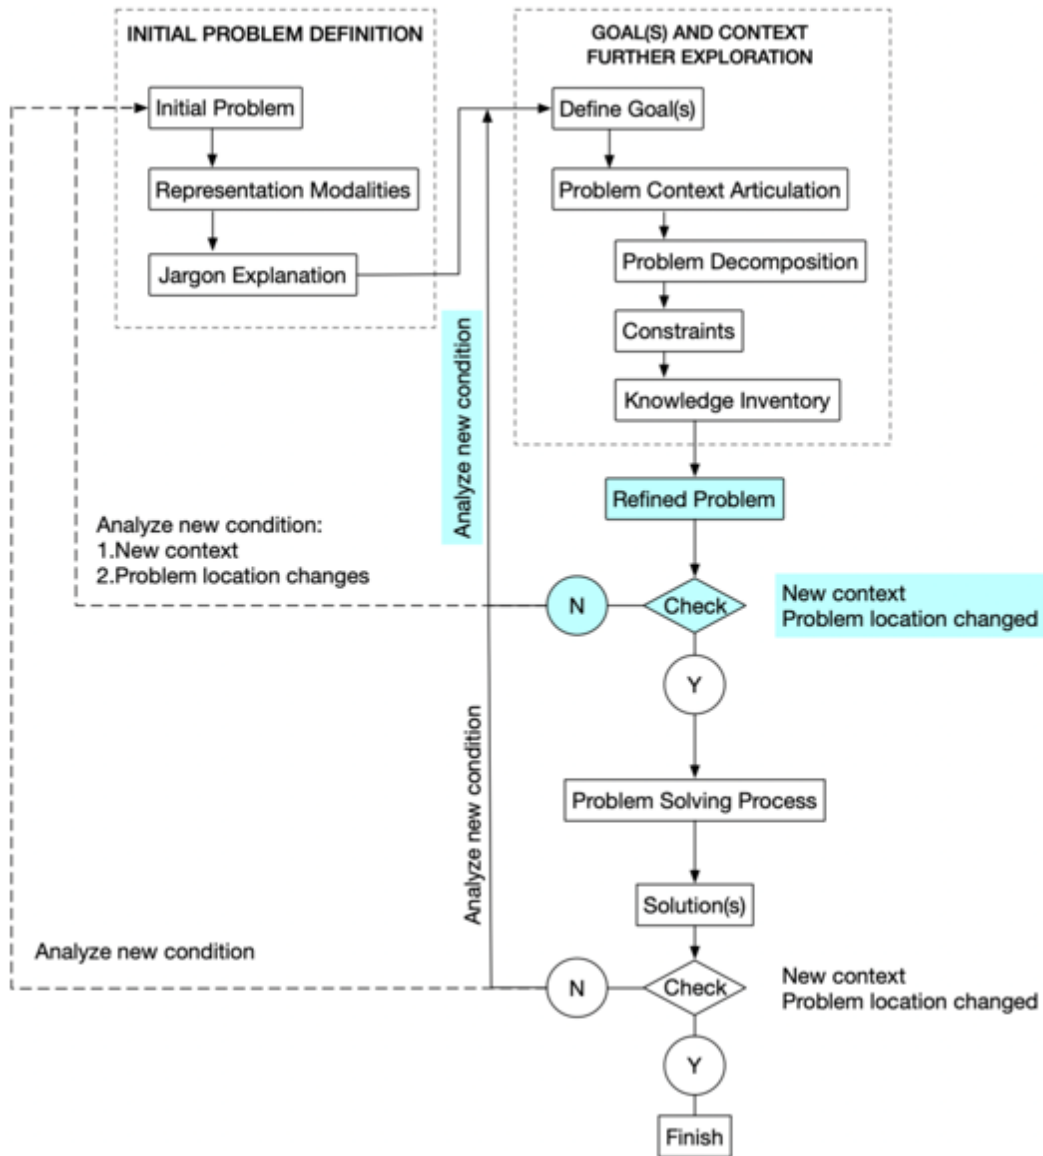 INITIAL PROBLEM DEFINITION
Initial Problem
Representation Modalities
Jargon Explanation
GOAL(S) AND CONTEXT
FURTHER EXPLORATION
Define Goal(s)
Problem Context Articulation
Problem Decomposition
Constraints
Knowledge Inventory
Analyze new condition
Refined Problem
Analyze new condition:
1.New context
2.Problem location changes
N
Check
New context
Problem location changed
Y
Analyze new condition
Problem Solving Process
Solution(s)
Analyze new condition
N
Check
New context
Problem location changed
Y
Finish